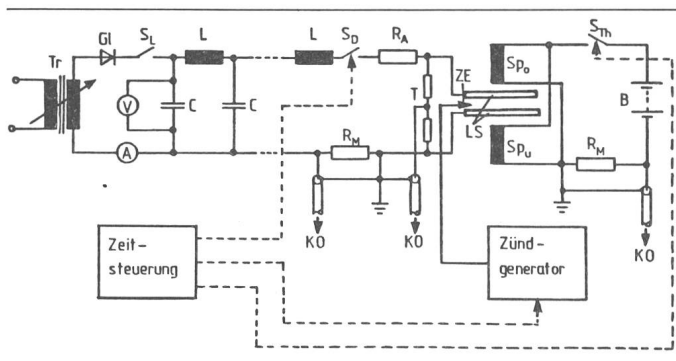 Tr
Gl
S_L
L
L
S_D
R_A
V
C
C
A
R_M
T
ZE
LS
Sp_o
Sp_u
S_Th
B
R_M
KO
KO
KO
Zeit-
steuerung
Zünd-
generator